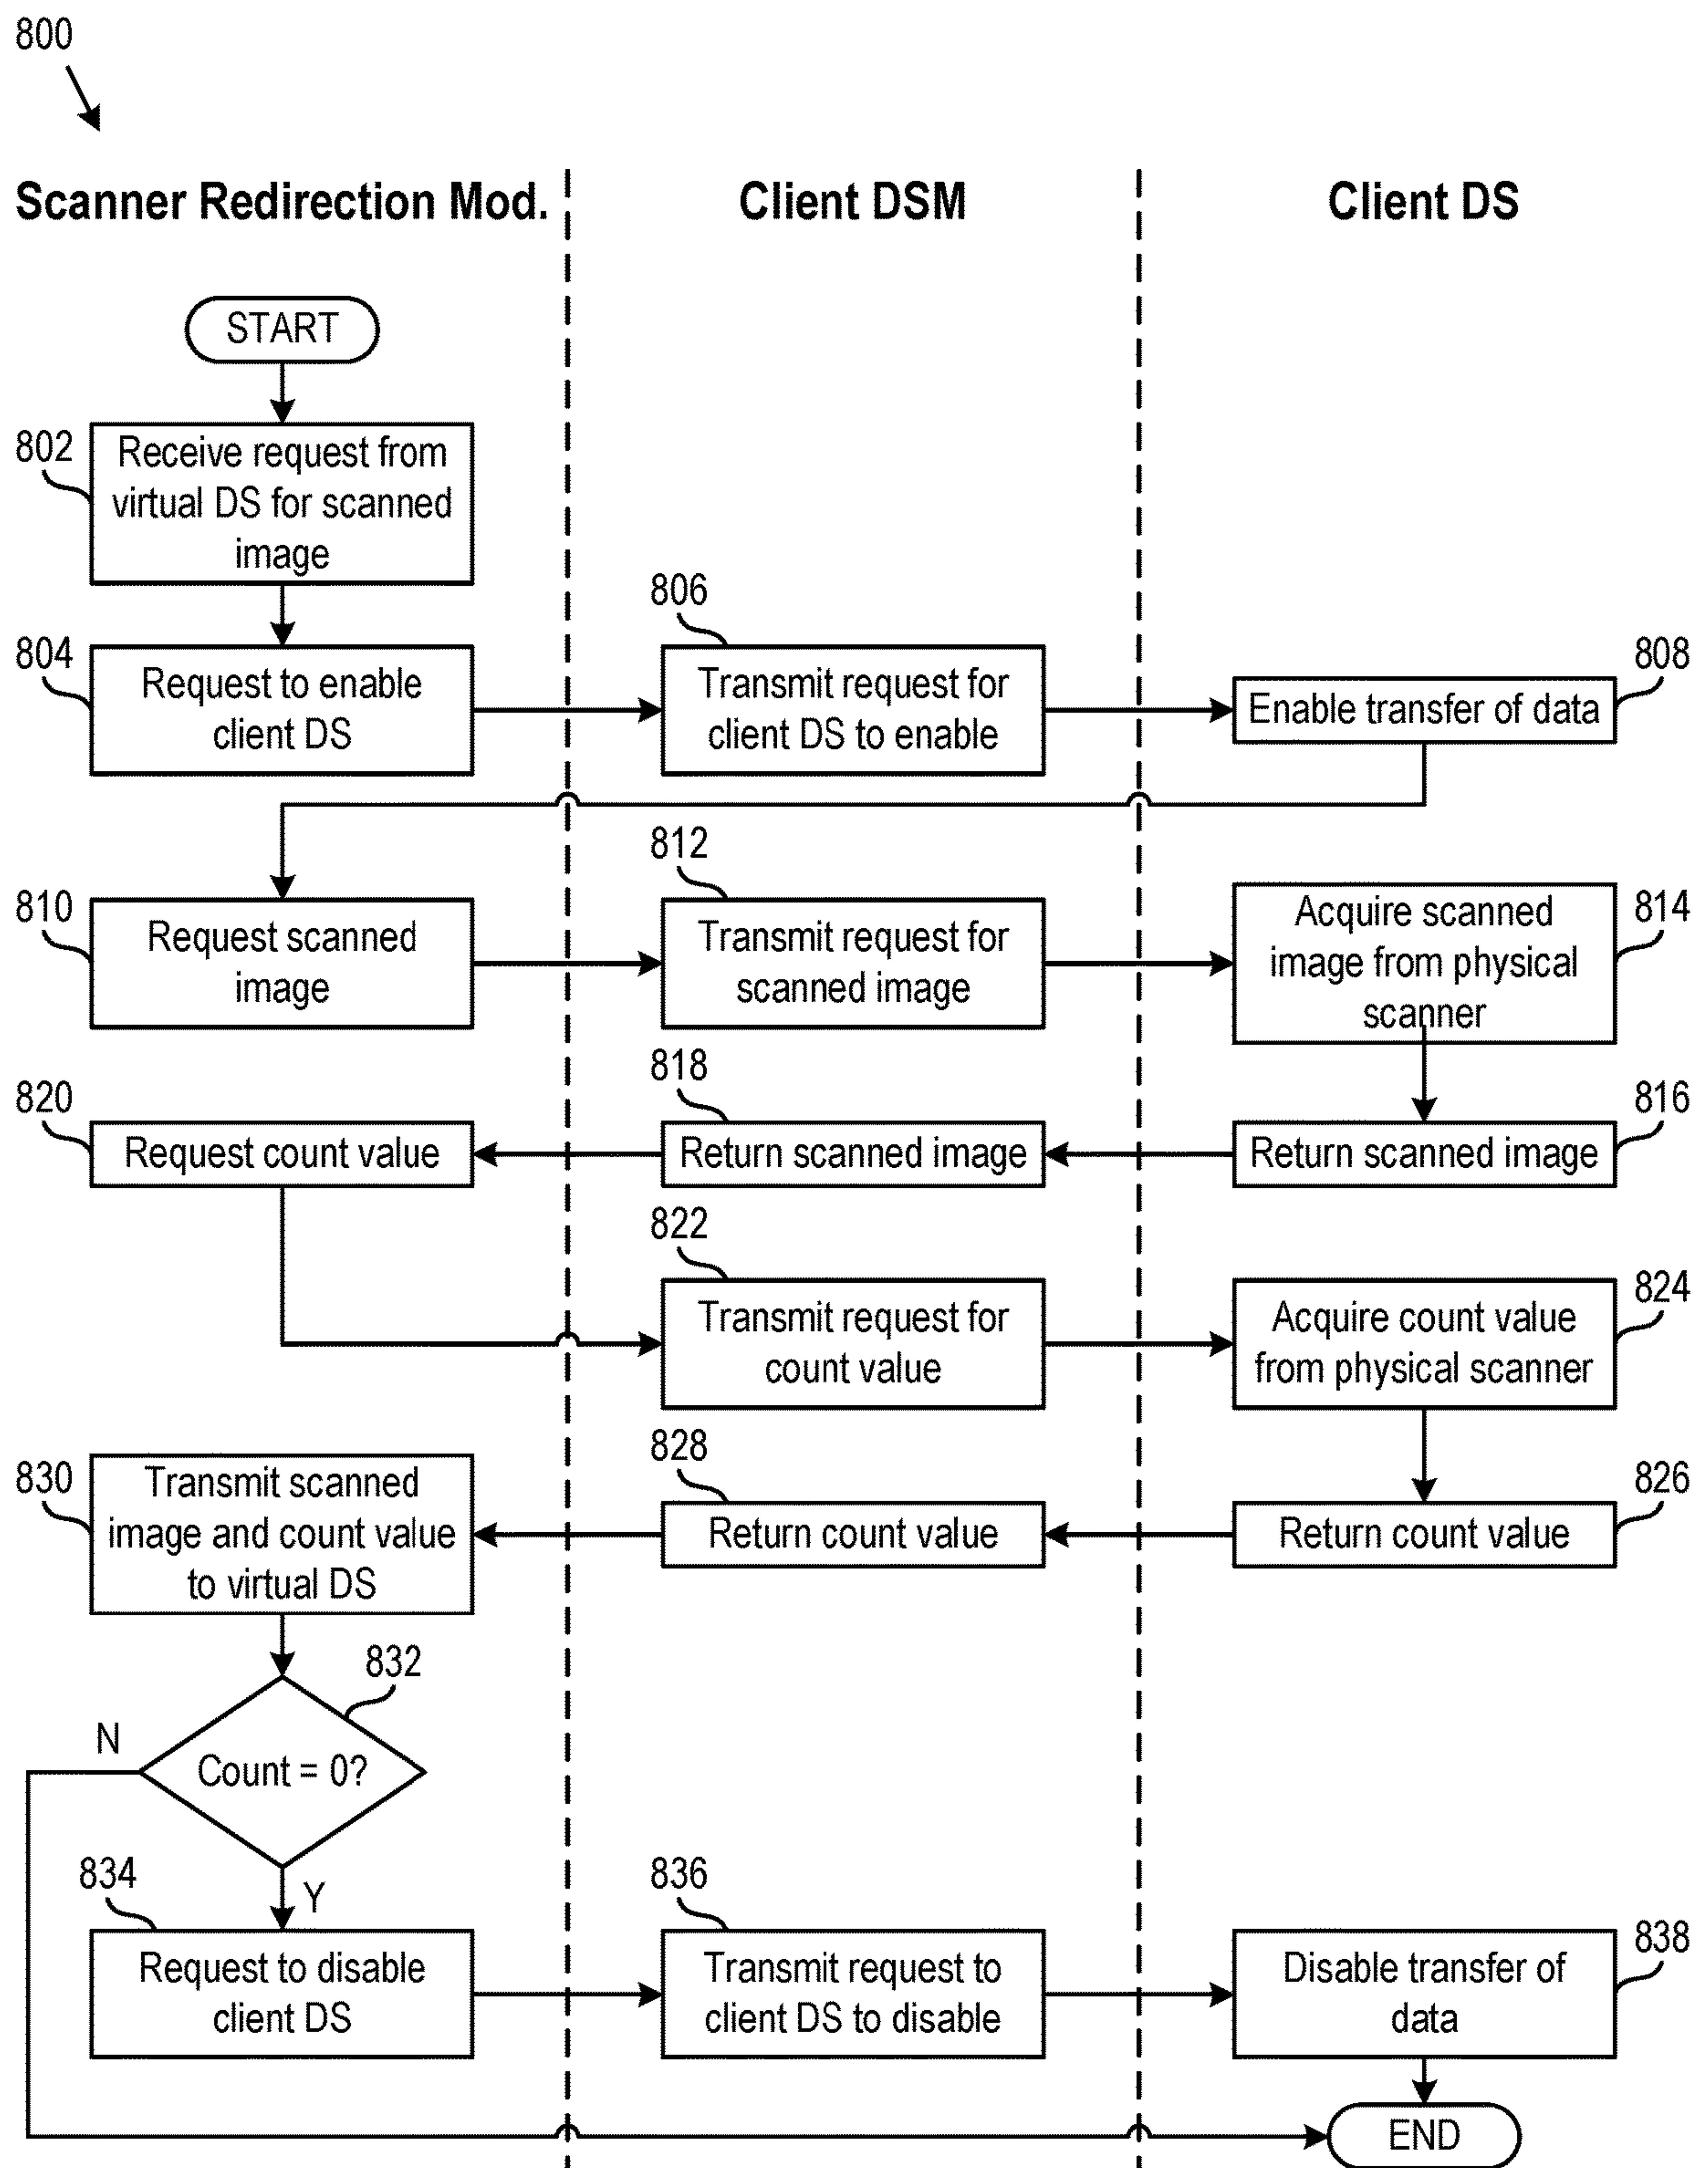 800
Scanner Redirection Mod.
Client DSM
Client DS
START
802
Receive request from
virtual DS for scanned
image
804
Request to enable
client DS
806
Transmit request for
client DS to enable
808
Enable transfer of data
810
Request scanned
image
812
Transmit request for
scanned image
814
Acquire scanned
image from physical
scanner
816
Return scanned image
818
Return scanned image
820
Request count value
822
Transmit request for
count value
824
Acquire count value
from physical scanner
826
Return count value
828
Return count value
830
Transmit scanned
image and count value
to virtual DS
832
Count = 0?
N
Y
834
Request to disable
client DS
836
Transmit request to
client DS to disable
838
Disable transfer of
data
END